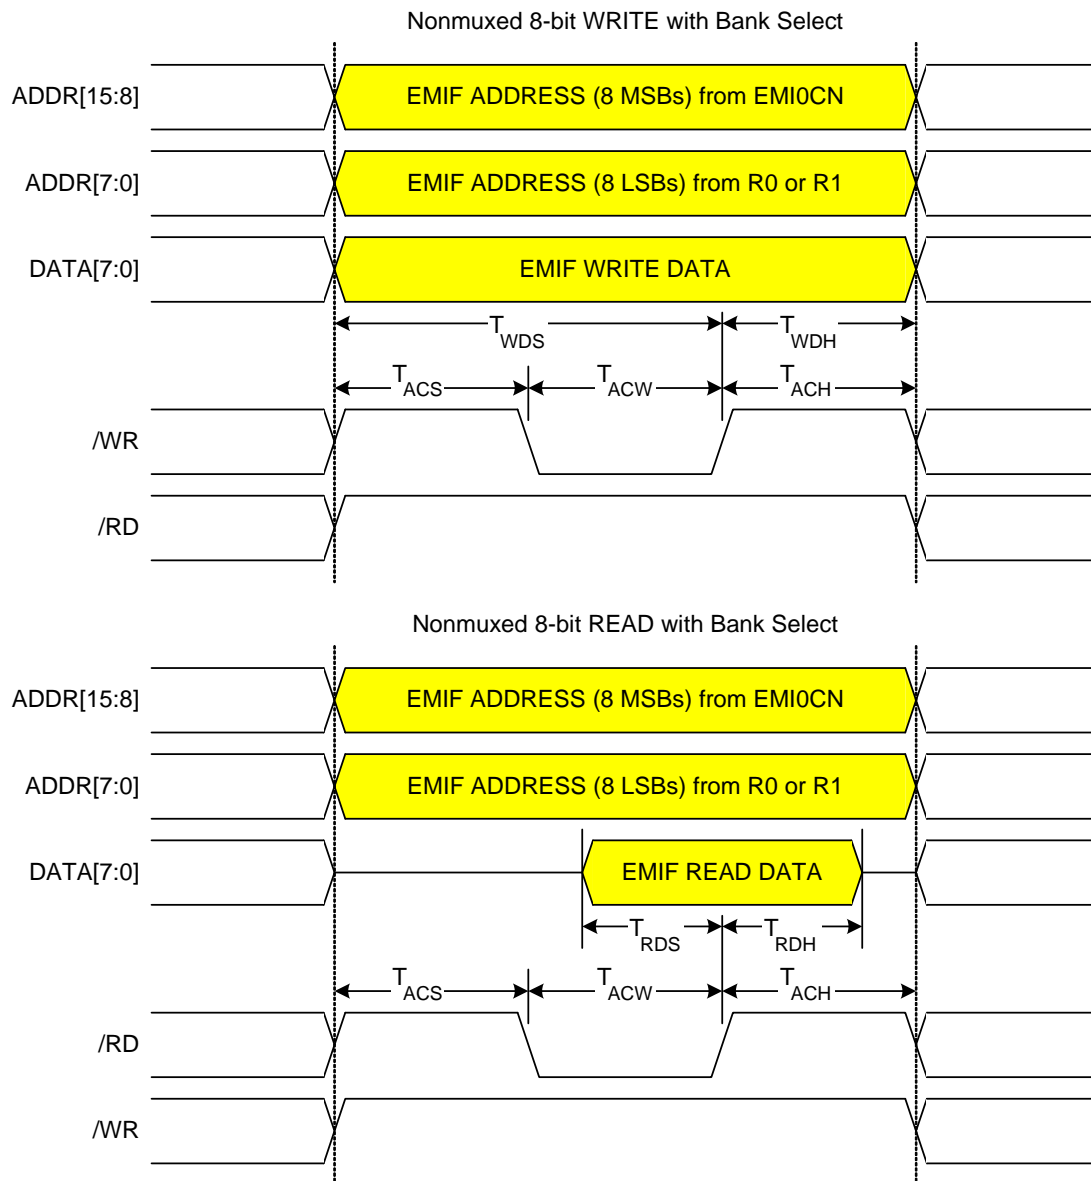 Nonmuxed 8-bit WRITE with Bank Select
ADDR[15:8]
EMIF ADDRESS (8 MSBs) from EMI0CN
ADDR[7:0]
EMIF ADDRESS (8 LSBs) from R0 or R1
DATA[7:0]
EMIF WRITE DATA
TWDS TWDH
TACS TACW TACH
/WR
/RD
Nonmuxed 8-bit READ with Bank Select
ADDR[15:8]
EMIF ADDRESS (8 MSBs) from EMI0CN
ADDR[7:0]
EMIF ADDRESS (8 LSBs) from R0 or R1
DATA[7:0]
EMIF READ DATA
TRDS TRDH
TACS TACW TACH
/RD
/WR